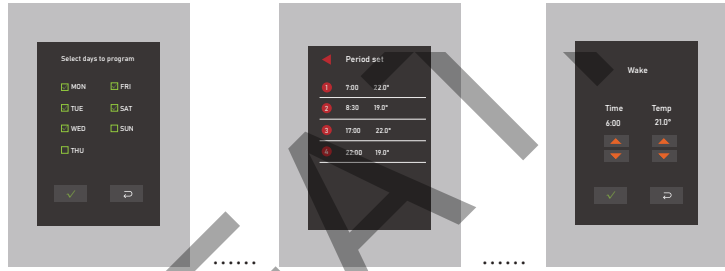 Select days to program
MON FRI
TUE SAT
WED SUN
THU
......
Period set
1 7:00 22.0°
2 8:30 19.0°
3 17:00 22.0°
4 22:00 19.0°
......
Wake
Time Temp
6:00 21.0°